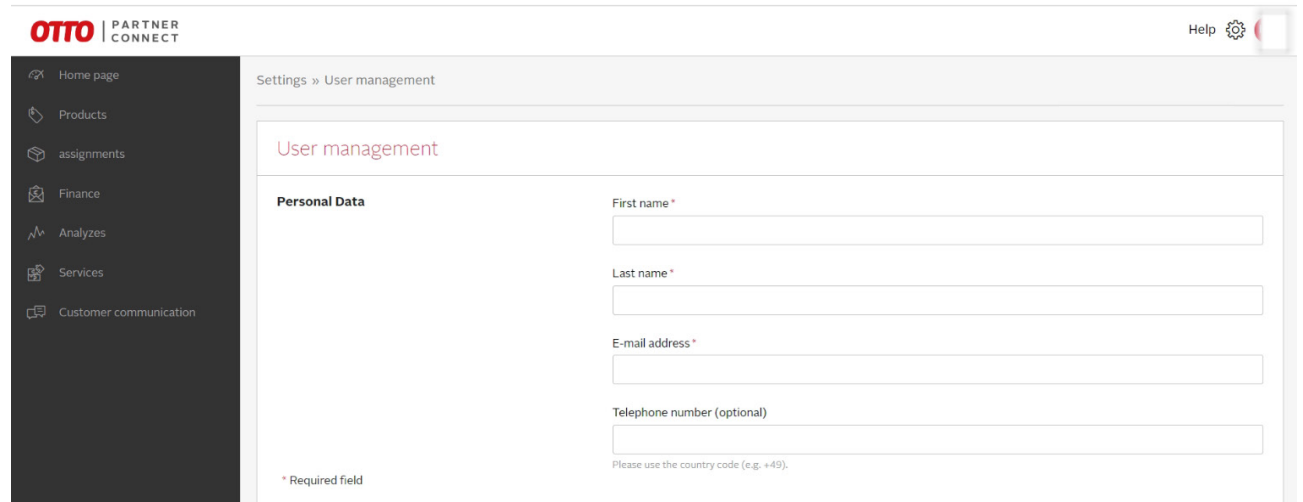 OTTO | PARTNER
CONNECT
Help
Home page
Products
assignments
Finance
Analyzes
Services
Customer communication
Settings » User management
User management
Personal Data
First name *
Last name *
E-mail address *
Telephone number (optional)
Please use the country code (e.g. +49).
* Required field